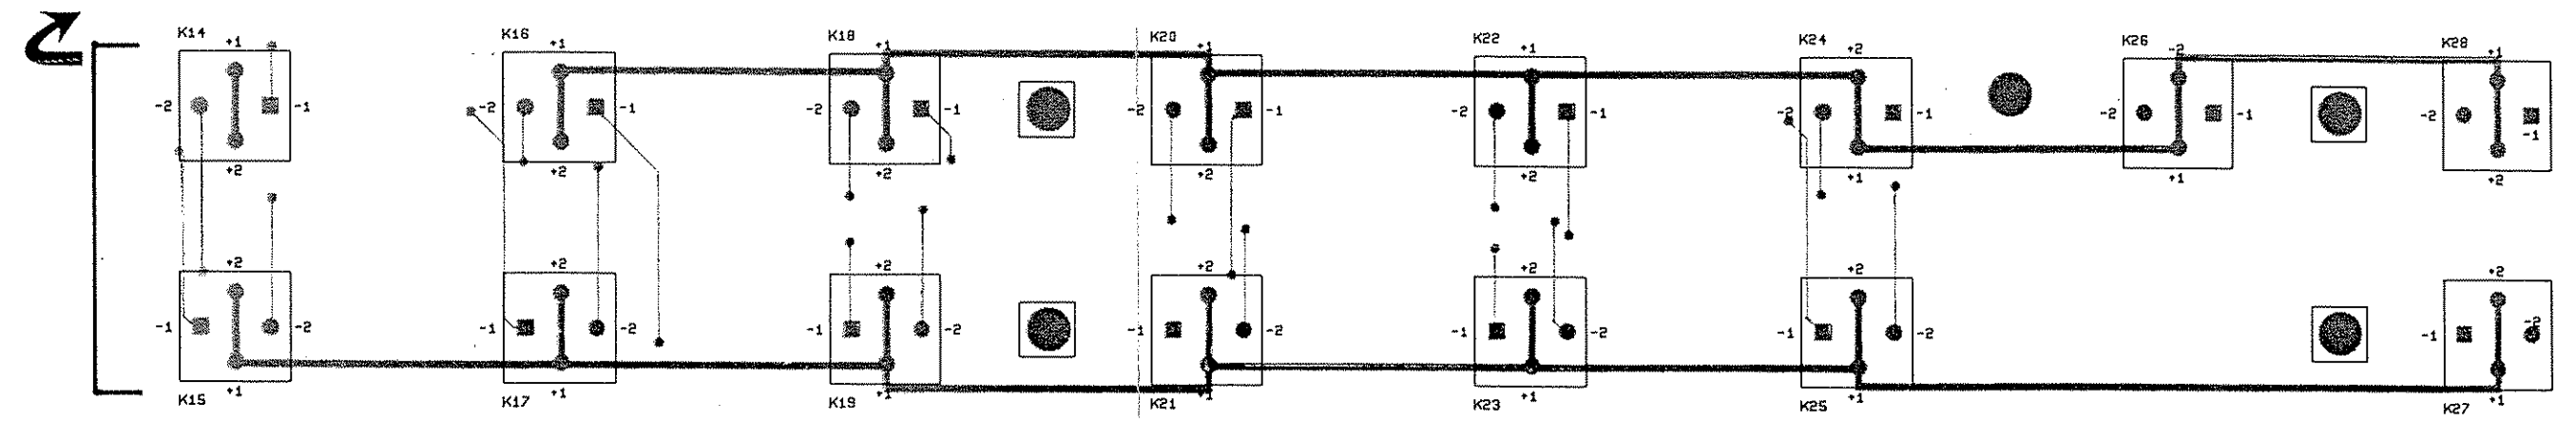 K14 K16 K18 K20 K22 K24 K26 K28
+1 +1 +1 +1 +1 +2 -2 +1
-2 -1 -2 -1 -2 -1 -2 -1 -2 -1 -2 -1 -2 -1 -2 -1
+2 +2 +2 +2 +2 +1 +1 +2
+2 +2 +2 +2 +2 +2 +2
-1 -2 -1 -2 -1 -2 -1 -2 -1 -2 -1 -2 -1 -2
+1 +1 +1 +1 +1 +1 +1
K15 K17 K19 K21 K23 K25 K27